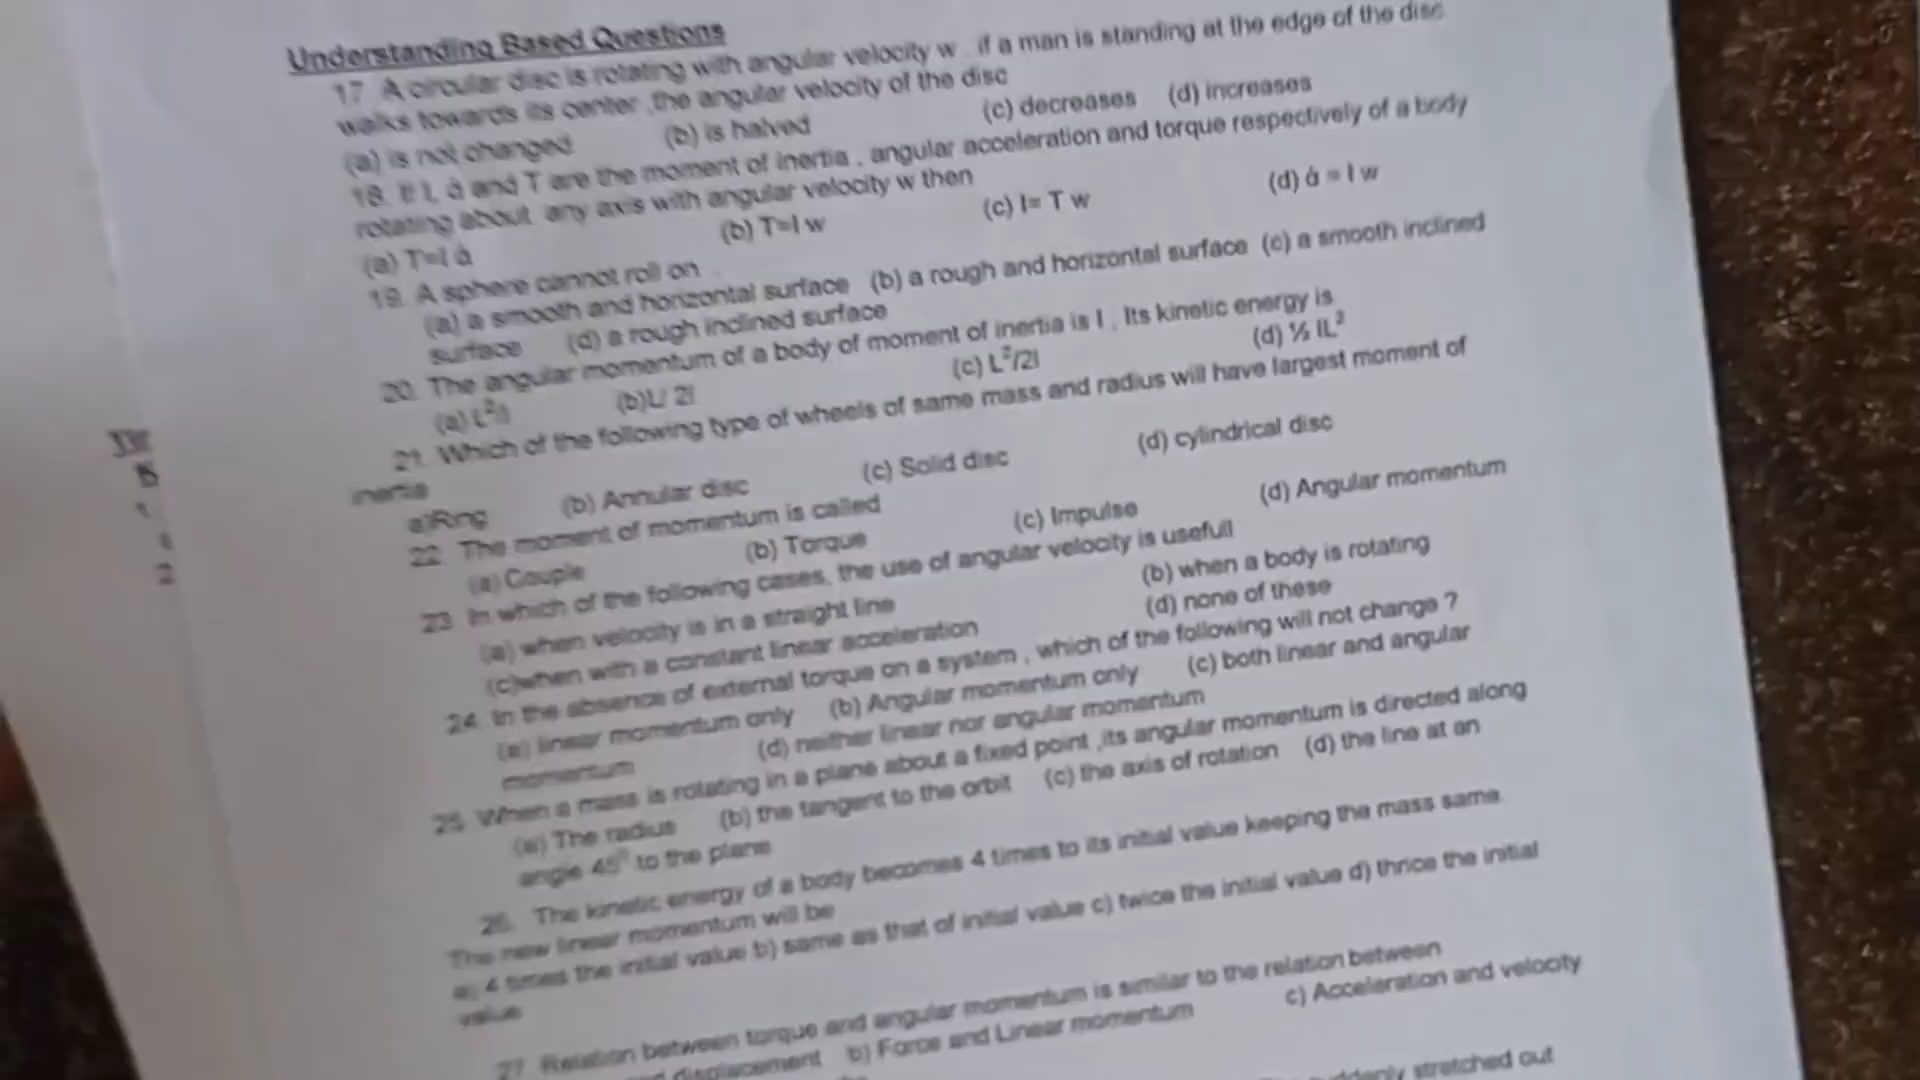 Understanding Based Questions
17. A circular disc is rotating with angular velocity w . if a man is standing at the edge of the disc
walks towards its center ,the angular velocity of the disc
(a) is not changed (b) is halved (c) decreases (d) increases
18. If I, ά and T are the moment of inertia , angular acceleration and torque respectively of a body
rotating about any axis with angular velocity w then
(a) T=I ά (b) T=I w (c) I= T w (d) ά = I w
19. A sphere cannot roll on
(a) a smooth and horizontal surface (b) a rough and horizontal surface (c) a smooth inclined
surface (d) a rough inclined surface
20. The angular momentum of a body of moment of inertia is I . Its kinetic energy is
(a) L²/I (b)L/ 2I (c) L²/2I (d) ½ IL²
21. Which of the following type of wheels of same mass and radius will have largest moment of
inertia
a)Ring (b) Annular disc (c) Solid disc (d) cylindrical disc
22. The moment of momentum is called
(a) Couple (b) Torque (c) Impulse (d) Angular momentum
23. In which of the following cases, the use of angular velocity is usefull
(a) when velocity is in a straight line (b) when a body is rotating
(c)when with a constant linear acceleration (d) none of these
24. In the absence of external torque on a system , which of the following will not change ?
(a) linear momentum only (b) Angular momentum only (c) both linear and angular
momentum (d) neither linear nor angular momentum
25. When a mass is rotating in a plane about a fixed point ,its angular momentum is directed along
(a) The radius (b) the tangent to the orbit (c) the axis of rotation (d) the line at an
angle 45° to the plane
26. The kinetic energy of a body becomes 4 times to its initial value keeping the mass same.
The new linear momentum will be
a) 4 times the initial value b) same as that of initial value c) twice the initial value d) thrice the initial
value
27. Relation between torque and angular momentum is similar to the relation between
displacement b) Force and Linear momentum c) Acceleration and velocity
stretched out